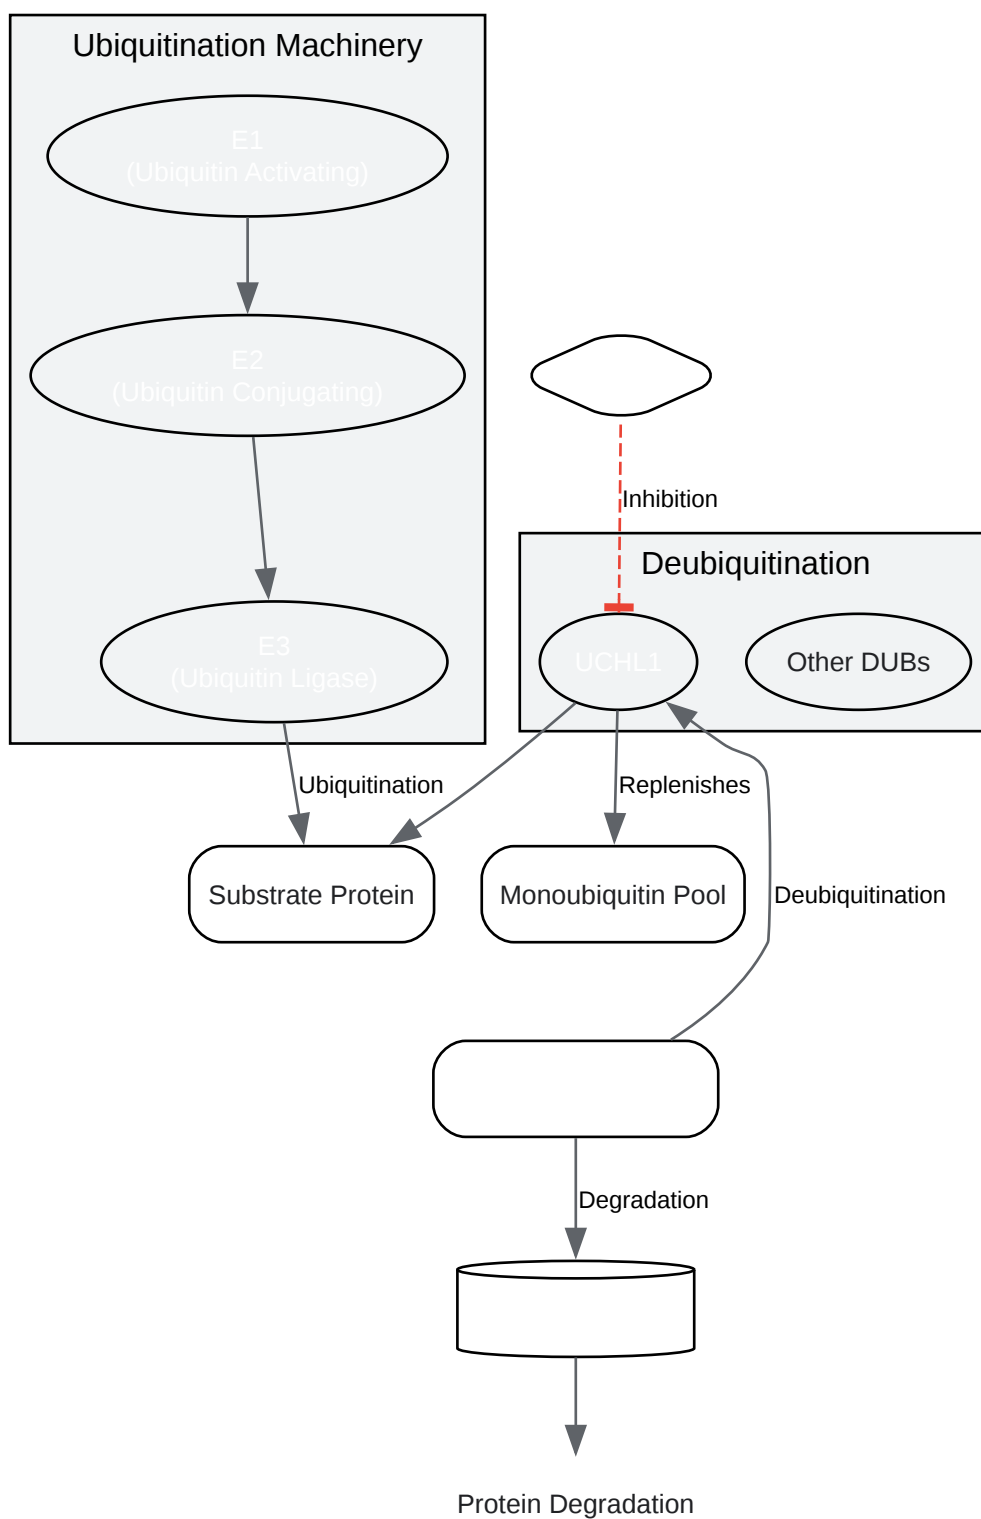 Ubiquitination Machinery
E1
(Ubiquitin Activating)
E2
(Ubiquitin Conjugating)
Inhibition
Deubiquitination
E3
(Ubiquitin Ligase)
UCHL1
Other DUBs
Ubiquitination
Replenishes
Substrate Protein
Monoubiquitin Pool
Deubiquitination
Degradation
Protein Degradation